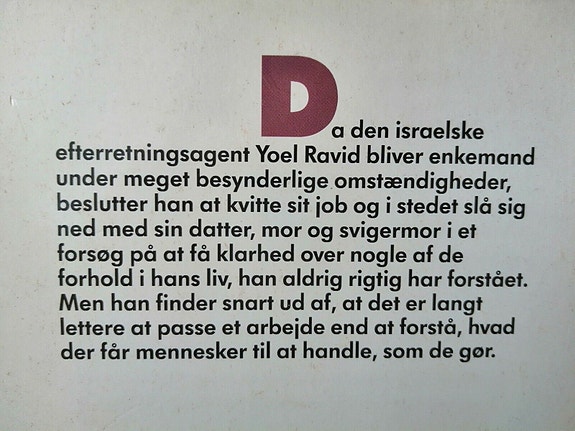 Da den israelske
efterretningsagent Yoel Ravid bliver enkemand
under meget besynderlige omstændigheder,
beslutter han at kvitte sit job og i stedet slå sig
ned med sin datter, mor og svigermor i et
forsøg på at få klarhed over nogle af de
forhold i hans liv, han aldrig rigtig har forstået.
Men han finder snart ud af, at det er langt
lettere at passe et arbejde end at forstå, hvad
der får mennesker til at handle, som de gør.